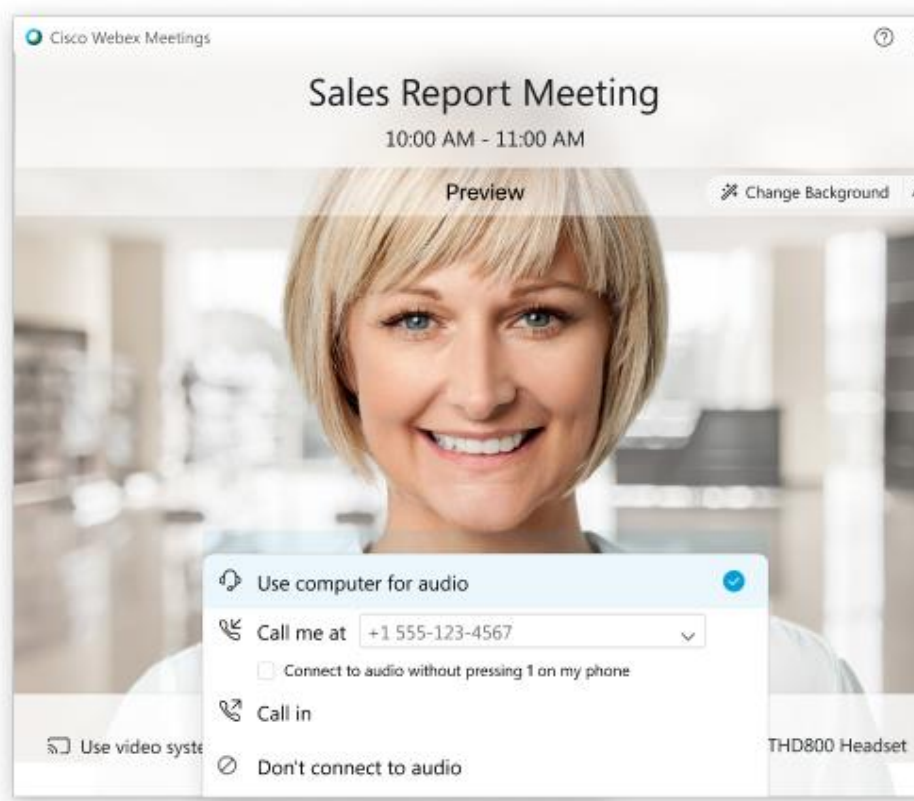 Cisco Webex Meetings
Sales Report Meeting
10:00 AM - 11:00 AM
Preview
Change Background
Use computer for audio
Call me at +1 555-123-4567
Connect to audio without pressing 1 on my phone
Call in
Use video syste THD800 Headset
Don't connect to audio